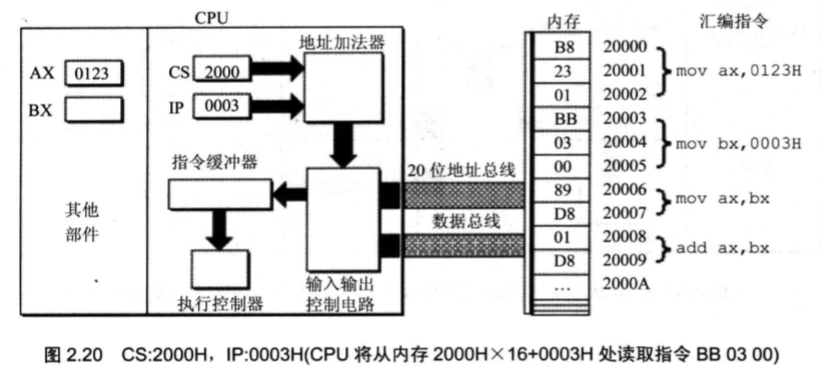 CPU
内存
汇编指令
地址加法器
AX 0123
CS 2000
BX
IP 0003
指令缓冲器
20位地址总线
数据总线
其他
部件
执行控制器
输入输出
控制电路
B8 20000
23 20001 mov ax,0123H
01 20002
BB 20003
03 20004 mov bx,0003H
00 20005
89 20006
mov ax,bx
D8 20007
01 20008
add ax,bx
D8 20009
… 2000A
图 2.20 CS:2000H，IP:0003H(CPU 将从内存 2000H×16+0003H 处读取指令 BB 03 00)